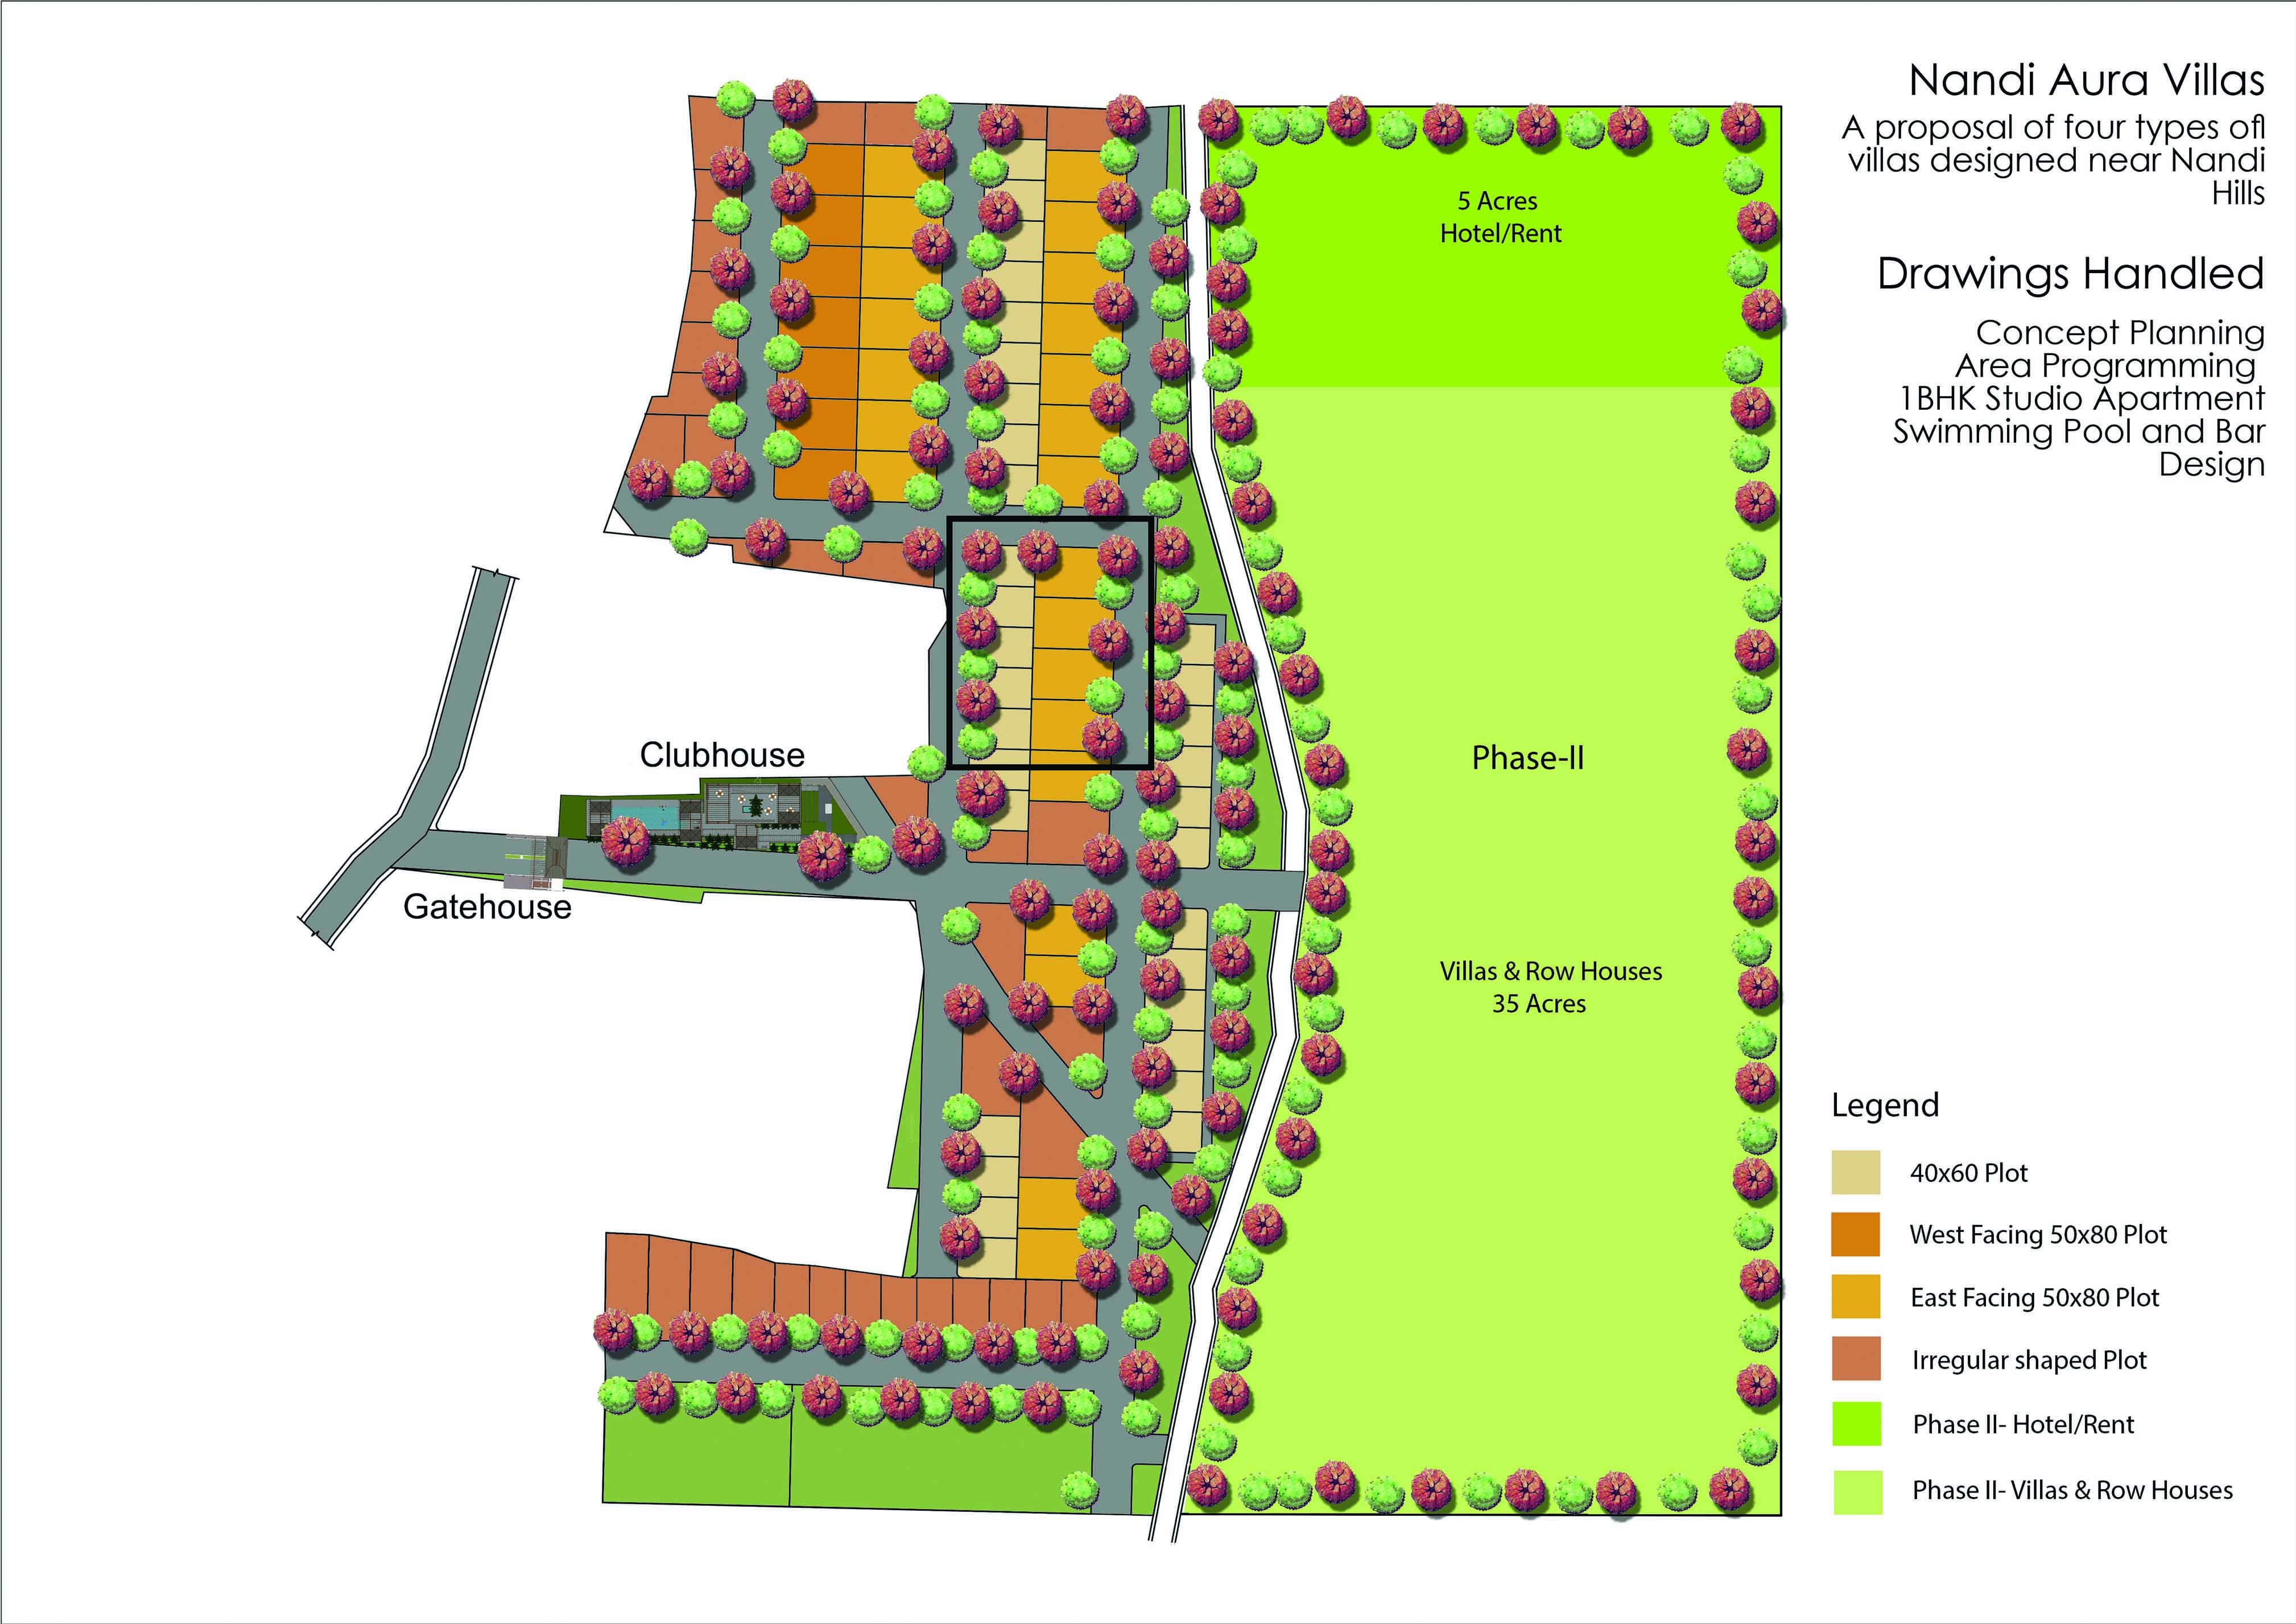 Nandi Aura Villas
A proposal of four types ofl
villas designed near Nandi
Hills
Drawings Handled
Concept Planning
Area Programming
1BHK Studio Apartment
Swimming Pool and Bar
Design
5 Acres
Hotel/Rent
Clubhouse
Gatehouse
Phase-II
Villas & Row Houses
35 Acres
Legend
40x60 Plot
West Facing 50x80 Plot
East Facing 50x80 Plot
Irregular shaped Plot
Phase II- Hotel/Rent
Phase II- Villas & Row Houses